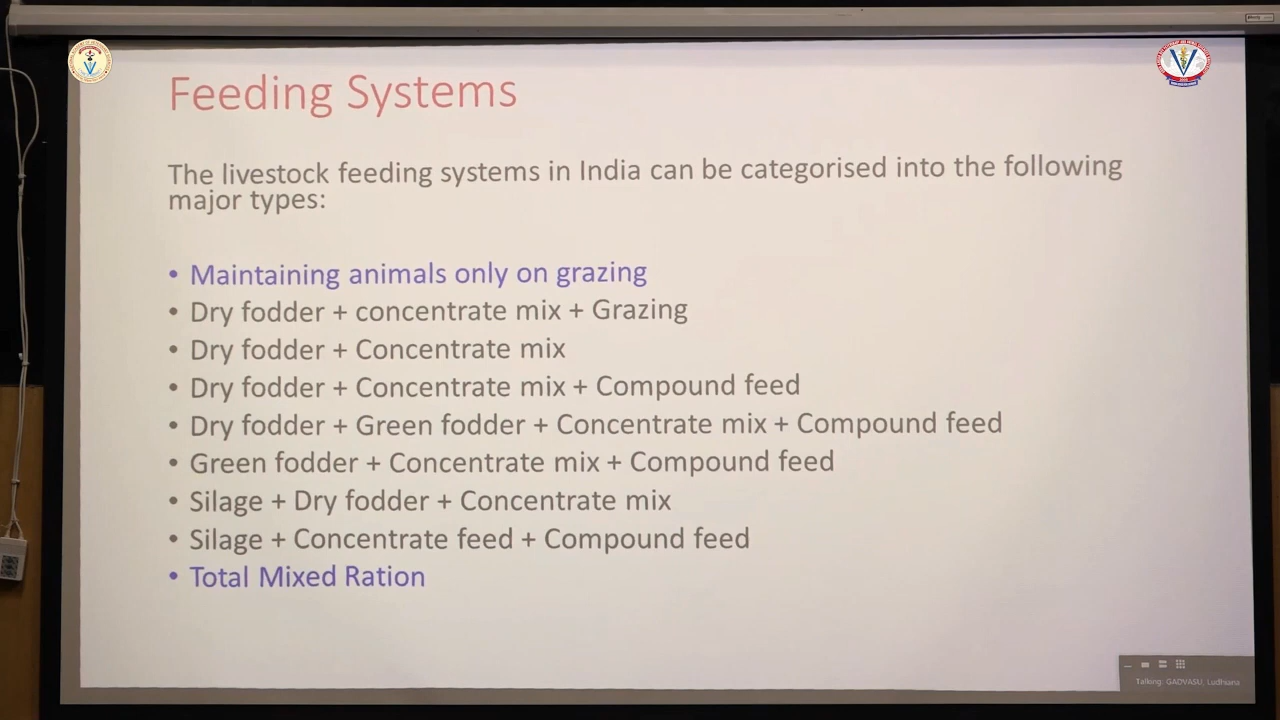 Feeding Systems
The livestock feeding systems in India can be categorised into the following
major types:
• Maintaining animals only on grazing
• Dry fodder + concentrate mix + Grazing
• Dry fodder + Concentrate mix
• Dry fodder + Concentrate mix + Compound feed
• Dry fodder + Green fodder + Concentrate mix + Compound feed
• Green fodder + Concentrate mix + Compound feed
• Silage + Dry fodder + Concentrate mix
• Silage + Concentrate feed + Compound feed
• Total Mixed Ration
Talking: GADVASU, Ludhiana